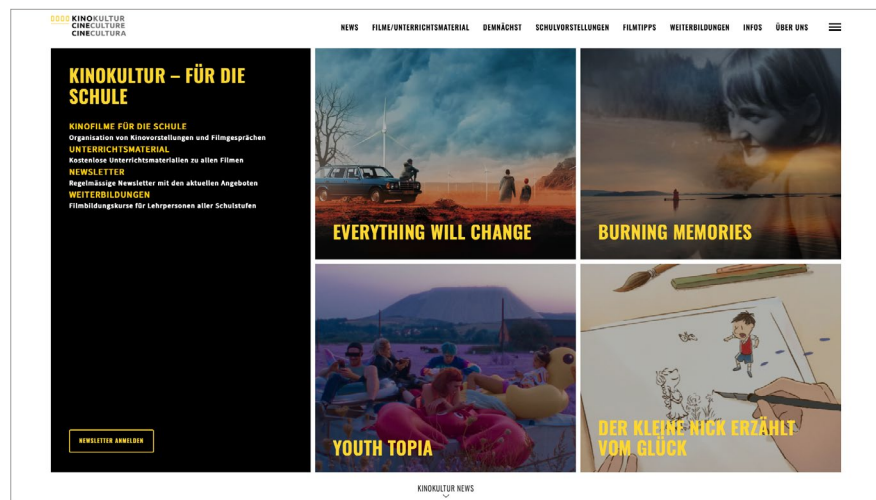 KINOKULTUR
CINECULTURE
CINECULTURA
NEWS FILME/UNTERRICHTSMATERIAL DEMNÄCHST SCHULVORSTELLUNGEN FILMTIPPS WEITERBILDUNGEN INFOS ÜBER UNS
KINOKULTUR – FÜR DIE
SCHULE
KINOFILME FÜR DIE SCHULE
Organisation von Kinovorstellungen und Filmgesprächen
UNTERRICHTSMATERIAL
Kostenlose Unterrichtsmaterialien zu allen Filmen
NEWSLETTER
Regelmässige Newsletter mit den aktuellen Angeboten
WEITERBILDUNGEN
Filmbildungskurse für Lehrpersonen aller Schulstufen
NEWSLETTER ANMELDEN
EVERYTHING WILL CHANGE
BURNING MEMORIES
YOUTH TOPIA
DER KLEINE NICK ERZÄHLT
VOM GLÜCK
KINOKULTUR NEWS